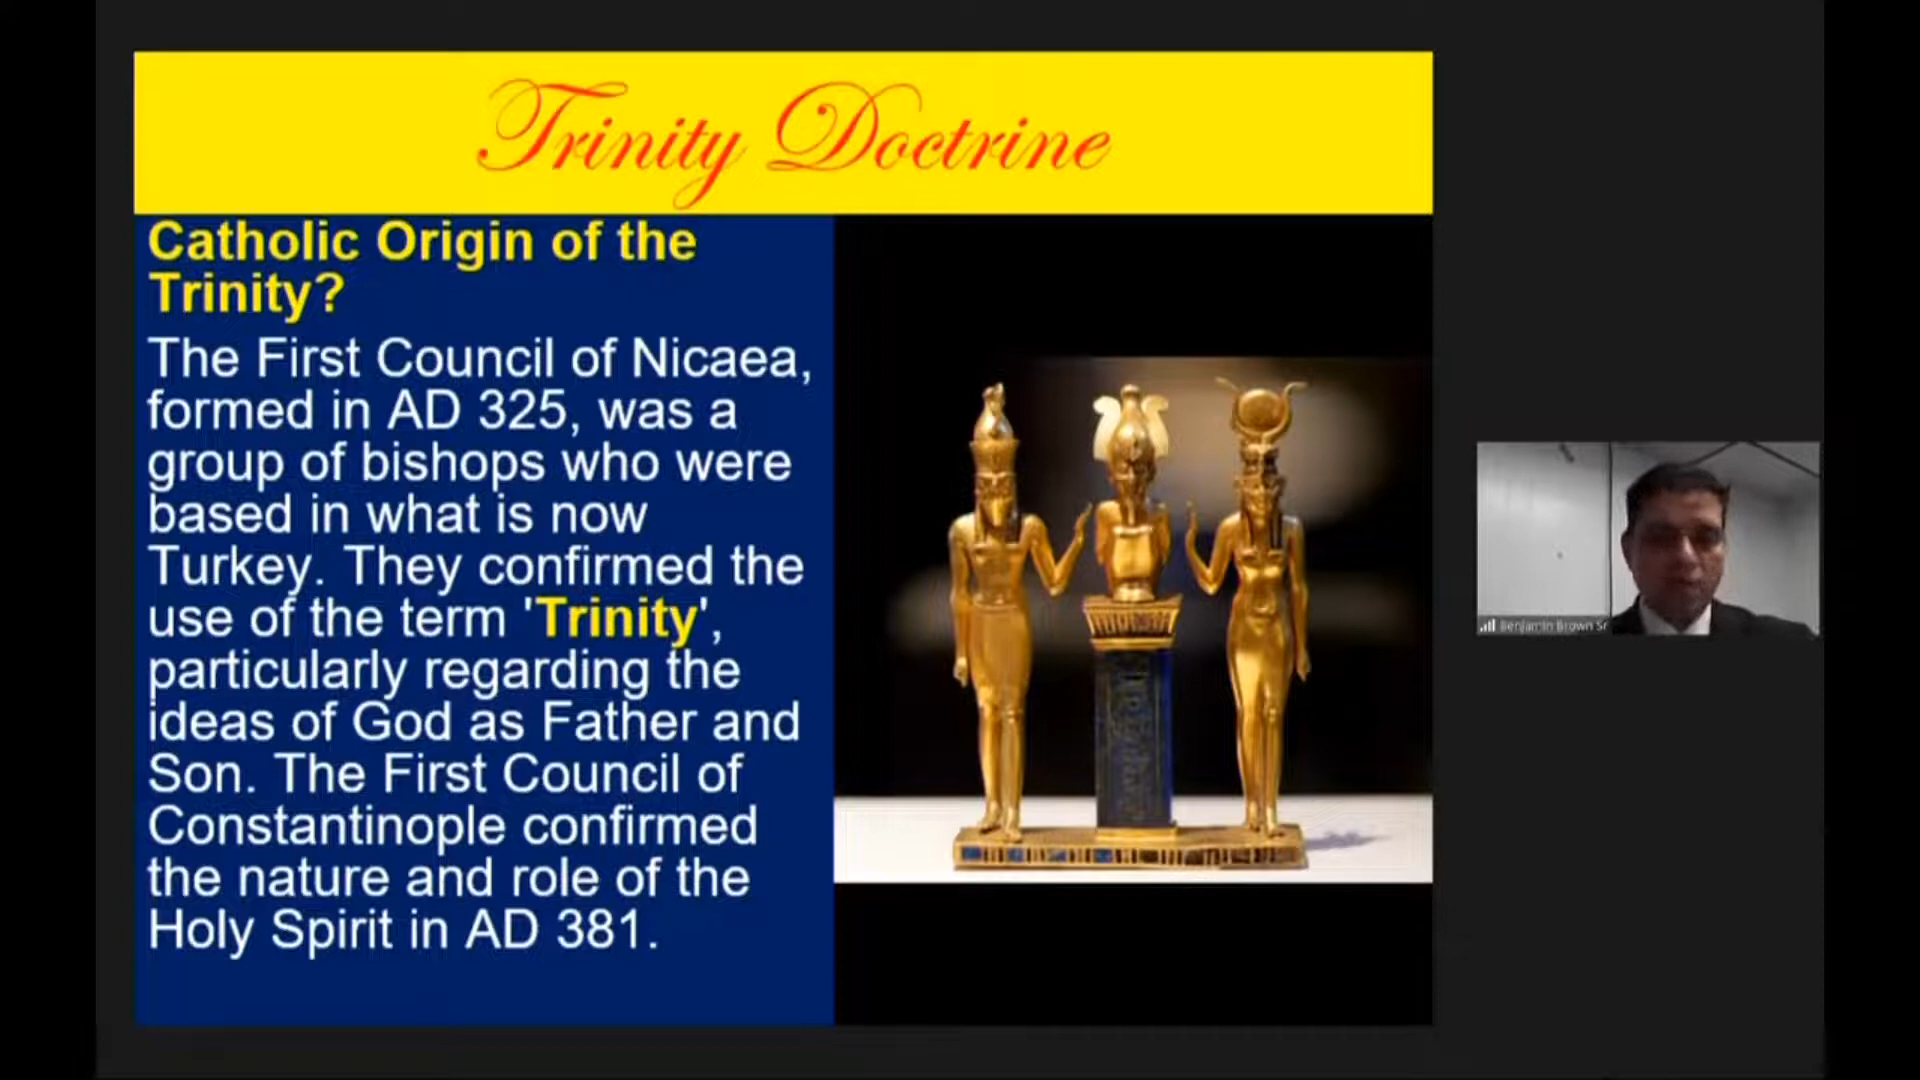 Trinity Doctrine
Catholic Origin of the
Trinity?
The First Council of Nicaea,
formed in AD 325, was a
group of bishops who were
based in what is now
Turkey. They confirmed the
use of the term 'Trinity',
particularly regarding the
ideas of God as Father and
Son. The First Council of
Constantinople confirmed
the nature and role of the
Holy Spirit in AD 381.
Benjamin Brown Sr